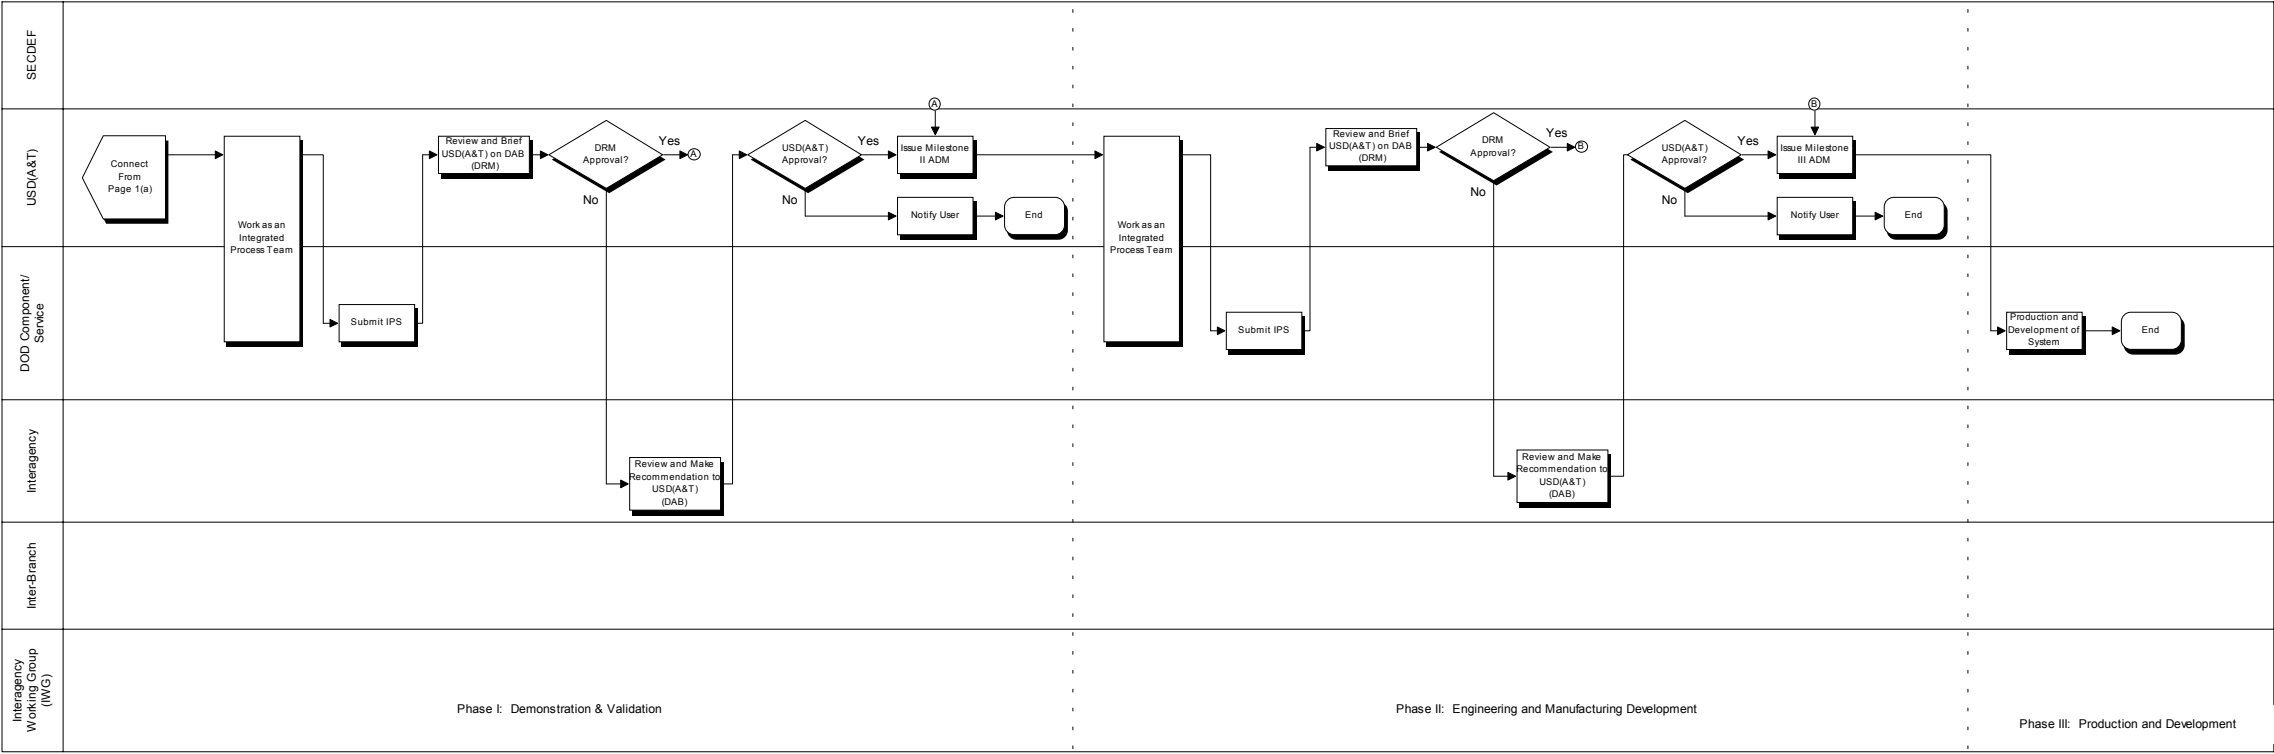 SECDEF
A
B
USD(A&T)
Connect
From
Page 1(a)
Work as an
Integrated
Process Team
Review and Brief
USD(A&T) on DAB
(DRM)
DRM
Approval?
Yes
A
No
USD(A&T)
Approval?
Yes
No
Issue Milestone
II ADM
Notify User
End
Work as an
Integrated
Process Team
Review and Brief
USD(A&T) on DAB
(DRM)
DRM
Approval?
Yes
B
No
USD(A&T)
Approval?
Yes
No
Issue Milestone
III ADM
Notify User
End
DOD Component/
Service
Submit IPS
Submit IPS
Production and
Development of
System
End
Interagency
Review and Make
Recommendation to
USD(A&T)
(DAB)
Review and Make
Recommendation to
USD(A&T)
(DAB)
Inter-Branch
Interagency
Working Group
(IWG)
Phase I: Demonstration & Validation
Phase II: Engineering and Manufacturing Development
Phase III: Production and Development